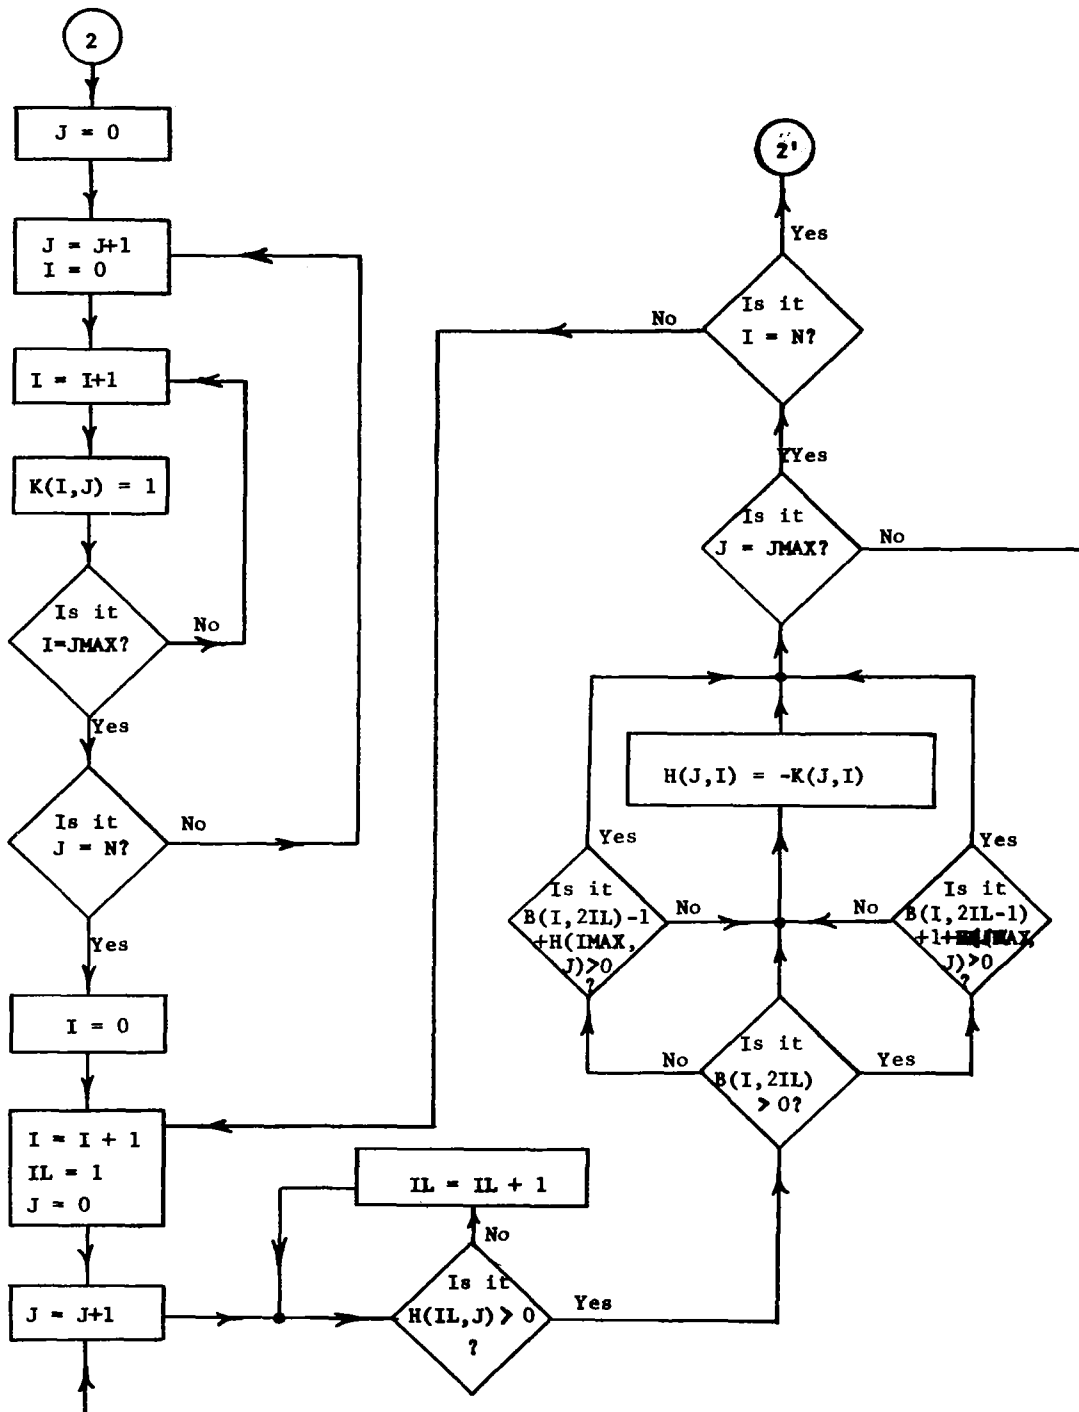 2
J = 0
J = J+1
I = 0
I = I+1
K(I,J) = 1
Is it
I=JMAX?
No
Yes
Is it
J = N?
No
Yes
I = 0
I = I + 1
IL = 1
J = 0
J = J+1
IL = IL + 1
No
Is it
H(IL,J) > 0
?
Yes
Is it
B(I,2IL)
> 0?
No
Yes
Is it
B(I,2IL)-1
+H(IMAX,
J)>0
?
No
Yes
Is it
B(I,2IL-1)
+1+
J)>0
?
No
Yes
H(J,I) = -K(J,I)
Is it
J = JMAX?
No
YYes
Is it
I = N?
No
Yes
2'